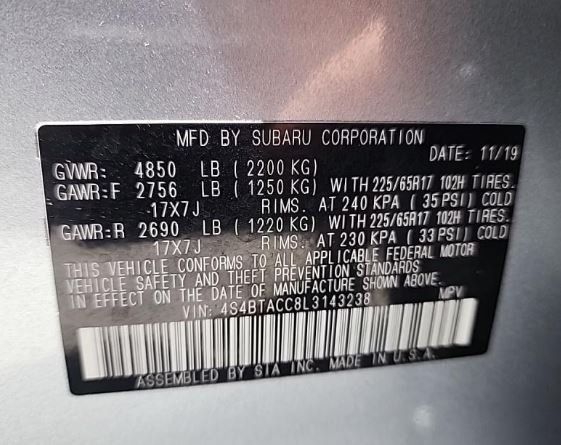 MFD BY SUBARU CORPORATION
DATE: 11/19
GVWR: 4850 LB ( 2200 KG)
GAWR:F 2756 LB ( 1250 KG) WITH 225/65R17 102H TIRES.
17X7J RIMS. AT 240 KPA ( 35 PSI) COLD
GAWR:R 2690 LB ( 1220 KG) WITH 225/65R17 102H TIRES.
17X7J RIMS. AT 230 KPA ( 33 PSI) COLD
THIS VEHICLE CONFORMS TO ALL APPLICABLE FEDERAL MOTOR
VEHICLE SAFETY AND THEFT PREVENTION STANDARDS
IN EFFECT ON THE DATE OF MANUFACTURE SHOWN ABOVE.
VIN: 4S4BTACC8L3143238 MPV
ASSEMBLED BY SIA INC. MADE IN U.S.A.